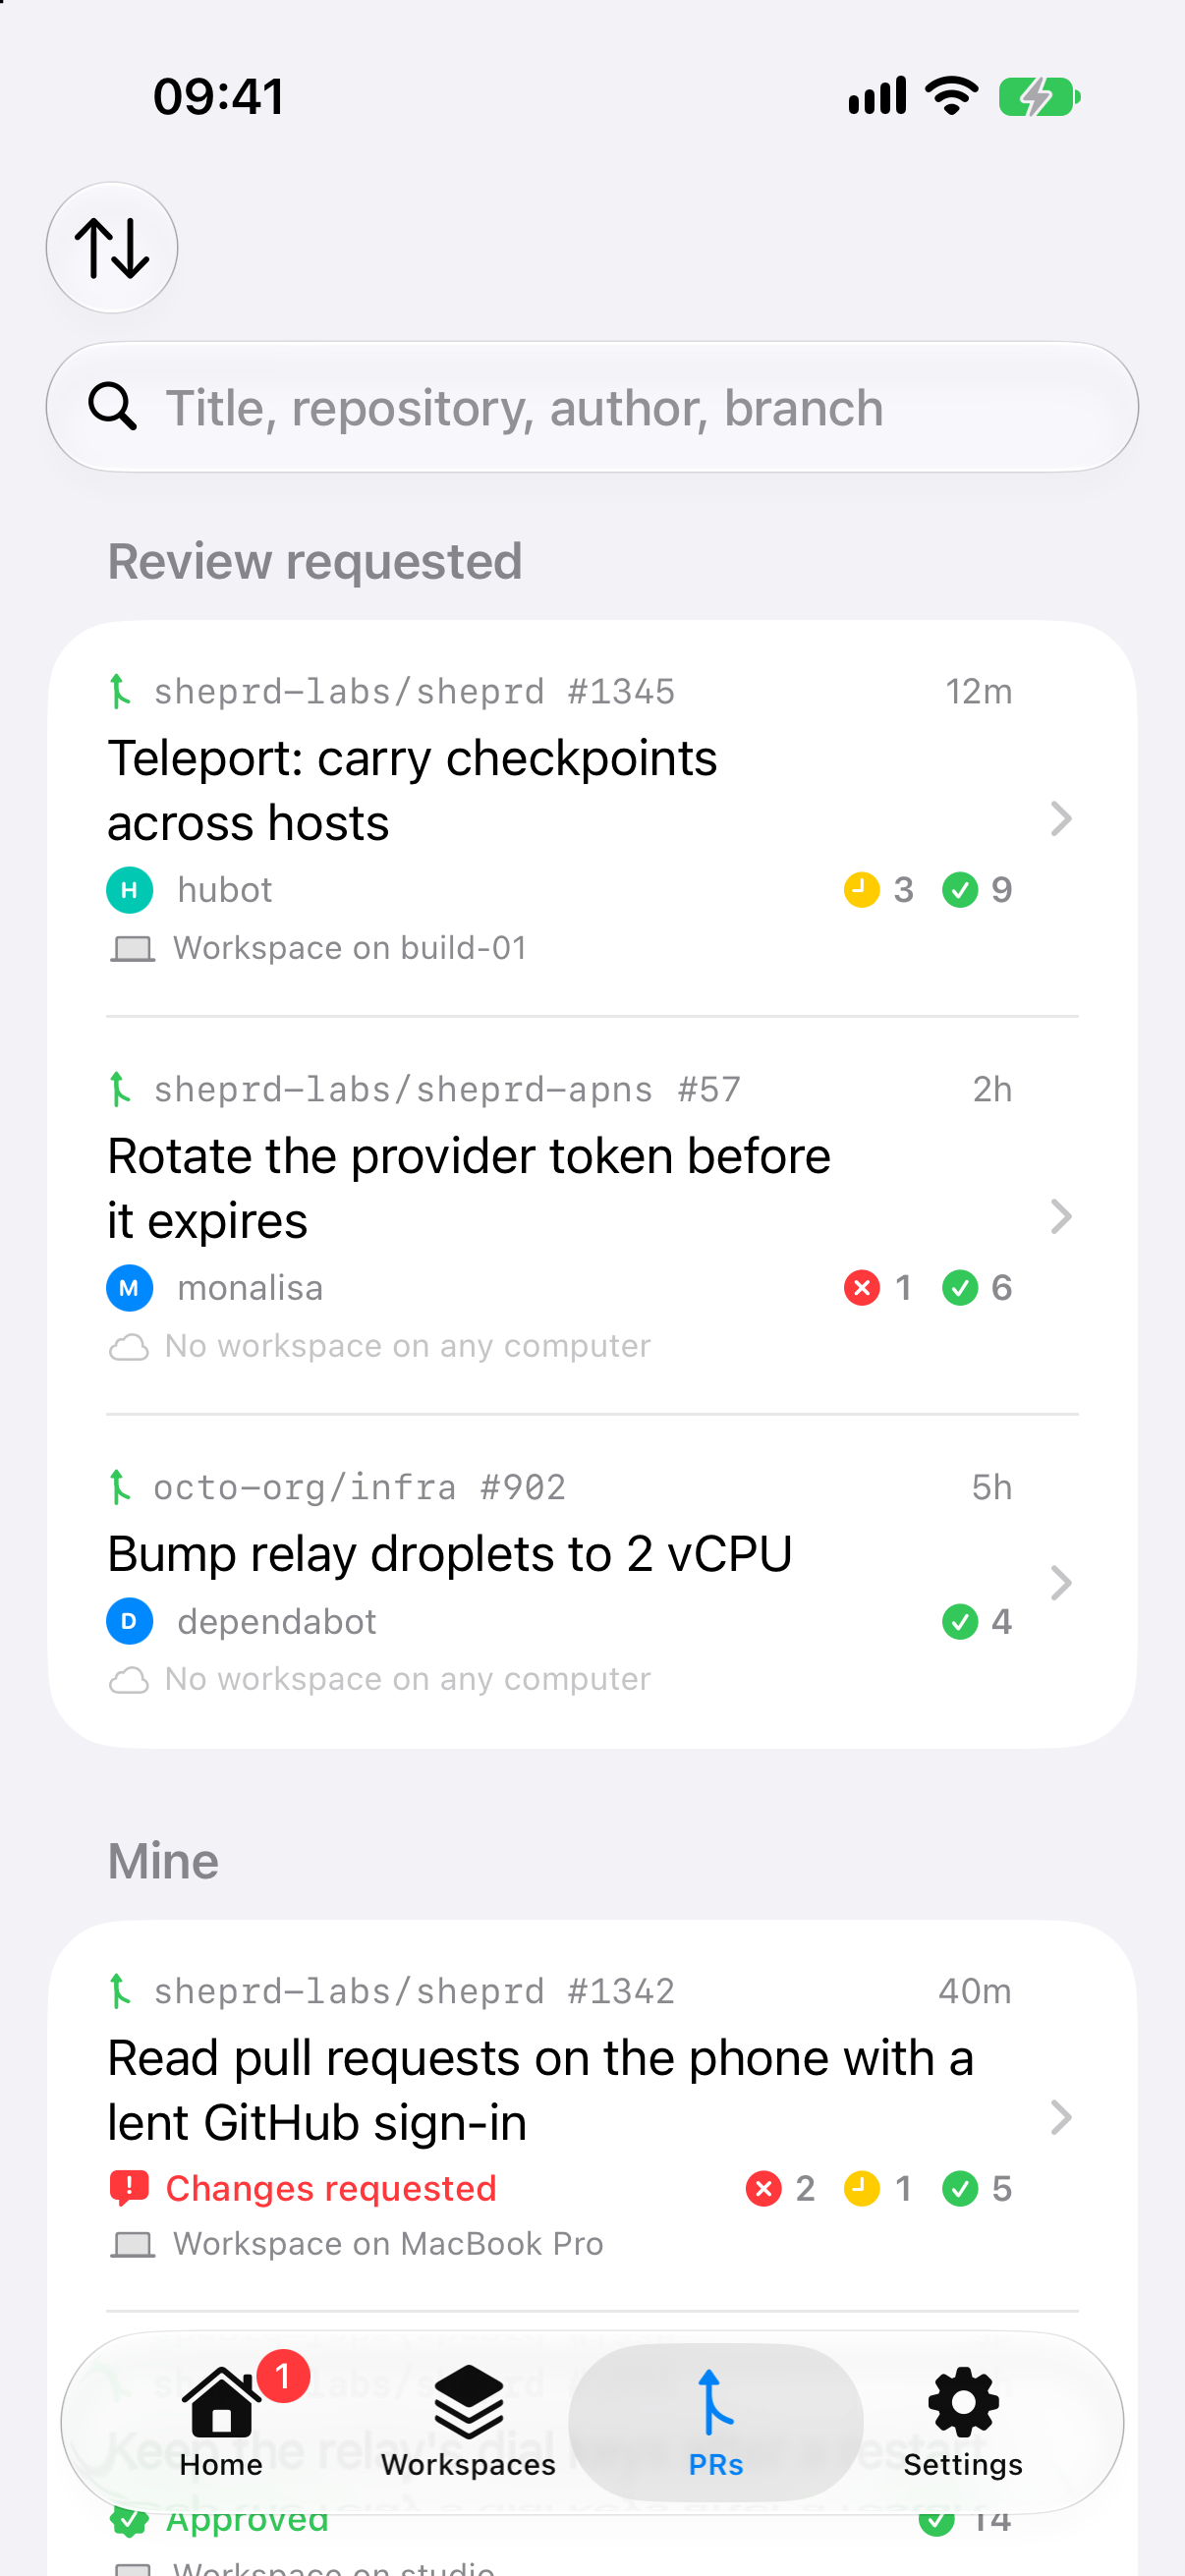 09:41
Title, repository, author, branch
Review requested
sheprd-labs/sheprd #1345 12m
Teleport: carry checkpoints
across hosts
H hubot 3 9
Workspace on build-01
sheprd-labs/sheprd-apns #57 2h
Rotate the provider token before
it expires
M monalisa 1 6
No workspace on any computer
octo-org/infra #902 5h
Bump relay droplets to 2 vCPU
D dependabot 4
No workspace on any computer
Mine
sheprd-labs/sheprd #1342 40m
Read pull requests on the phone with a
lent GitHub sign-in
Changes requested 2 1 5
Workspace on MacBook Pro
1
Home Workspaces PRs Settings
Approved 14
Workspace on studio